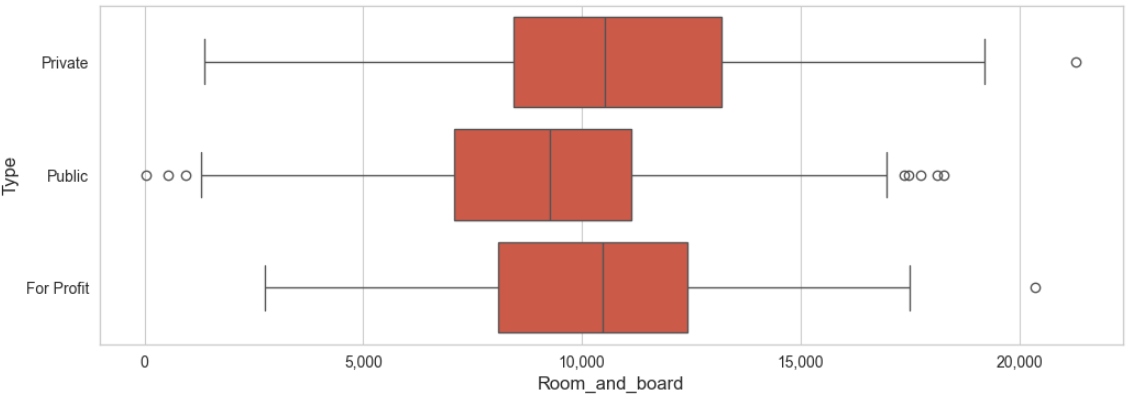 Private
Public
For Profit
Type
0 5,000 10,000 15,000 20,000
Room_and_board